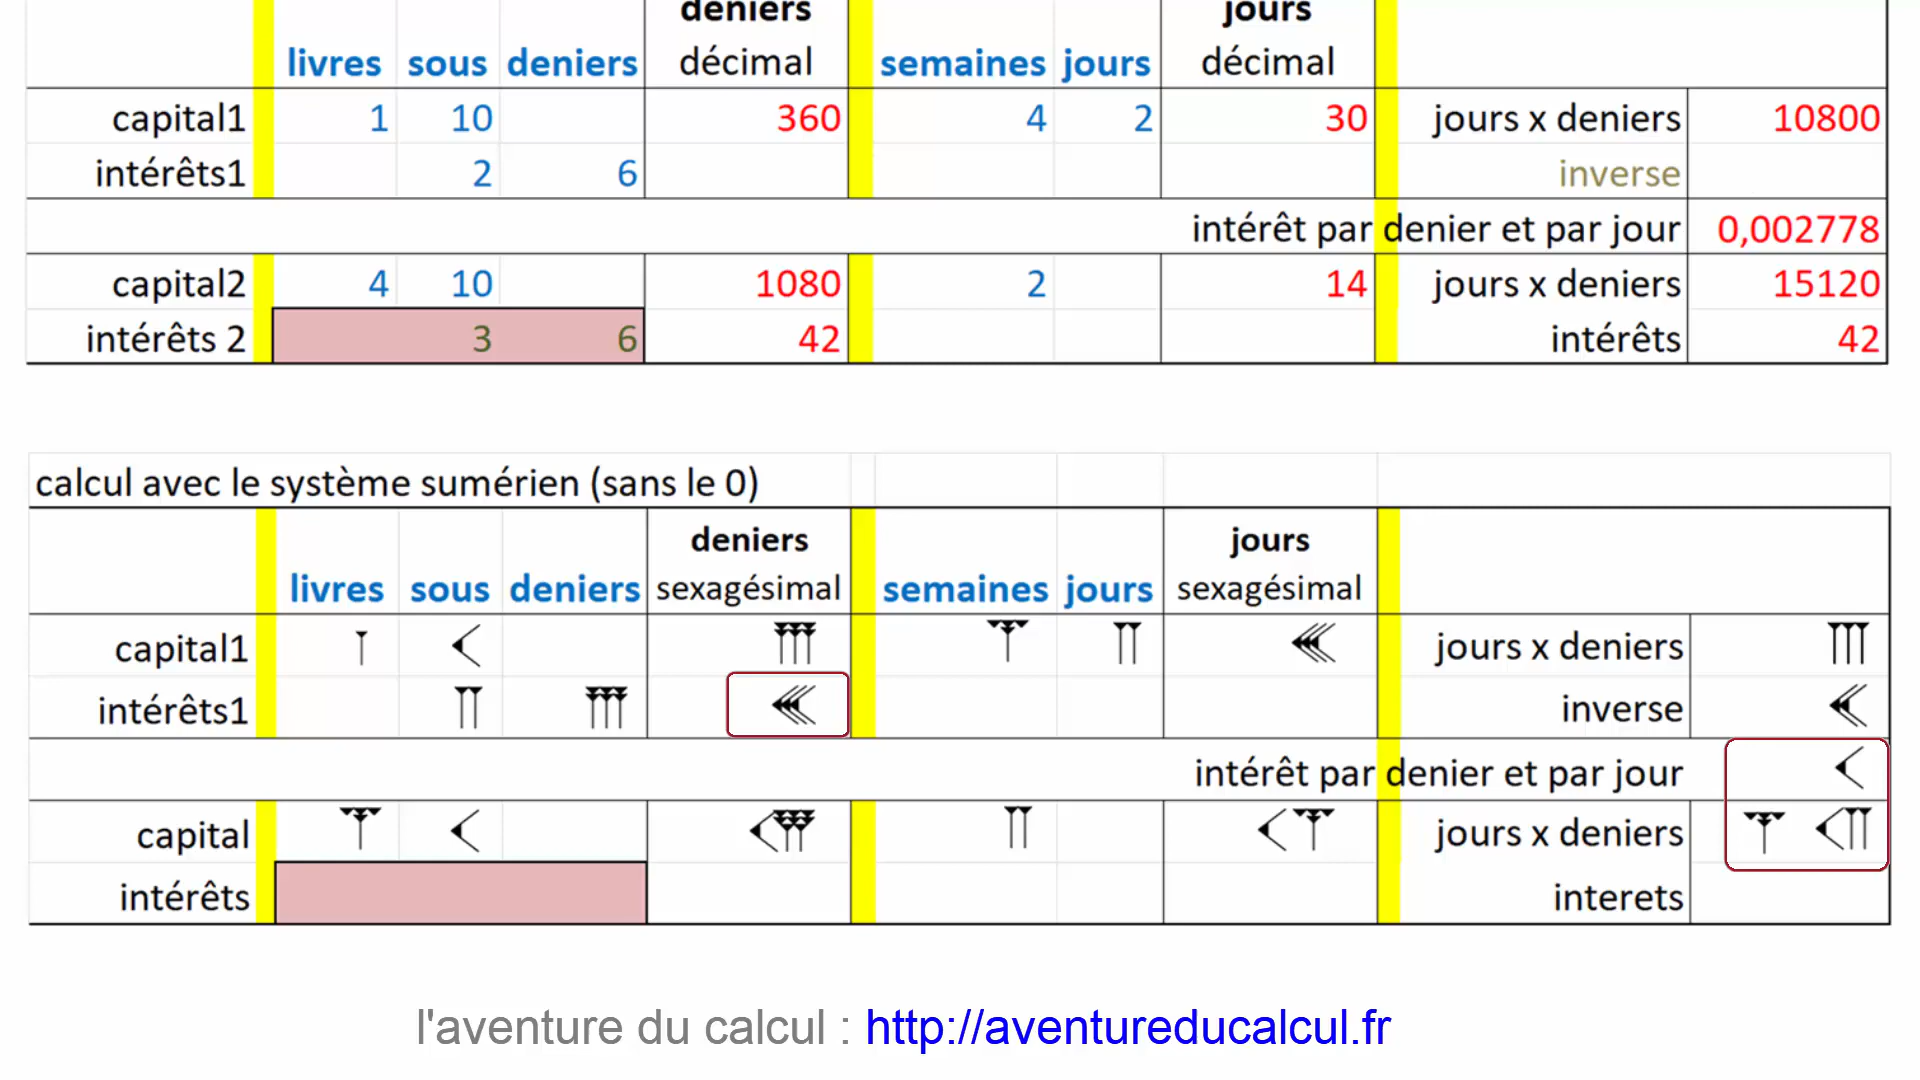 deniers jours
livres sous deniers décimal semaines jours décimal
capital1 1 10 360 4 2 30 jours x deniers 10800
intérêts1 2 6 inverse
intérêt par denier et par jour 0,002778
capital2 4 10 1080 2 14 jours x deniers 15120
intérêts 2 3 6 42 intérêts 42
calcul avec le système sumérien (sans le 0)
deniers jours
livres sous deniers sexagésimal semaines jours sexagésimal
capital1 𒁹 𒌋 𒐚 𒐘 𒈫 𒌍 jours x deniers 𒐗
intérêts1 𒈫 𒐚 𒌍 inverse 𒎙
intérêt par denier et par jour 𒌋
capital 𒐘 𒌋 𒌋𒐜 𒈫 𒌋𒐘 jours x deniers 𒐘 𒌋𒈫
intérêts interets
l'aventure du calcul : http://aventureducalcul.fr